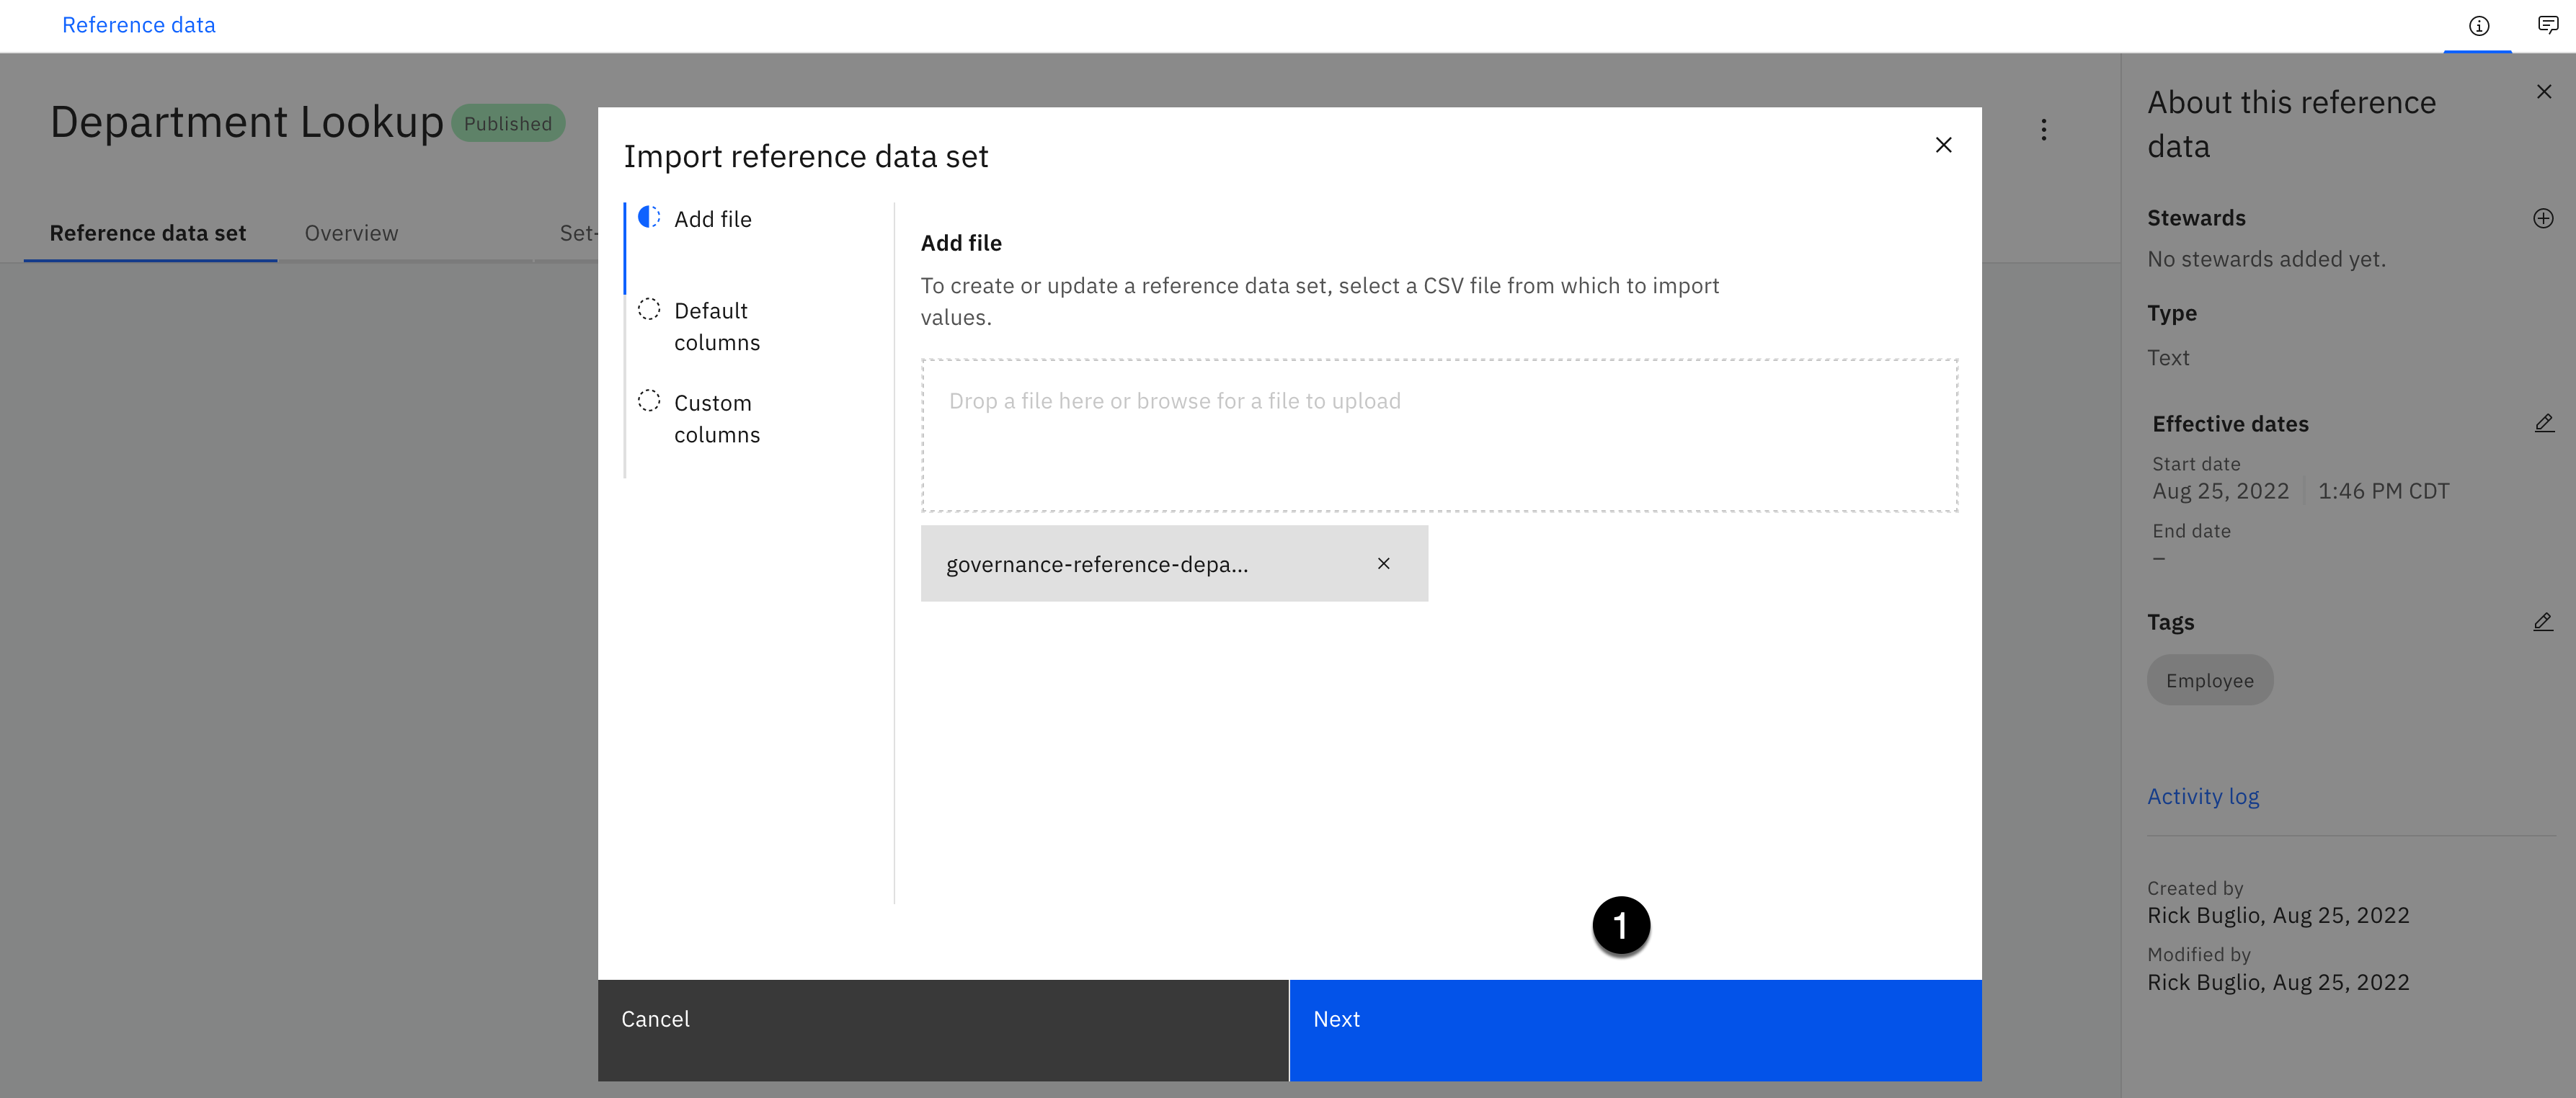 Reference data
Department Lookup Published
Reference data set Overview Set-
Import reference data set
Add file
Default
columns
Custom
columns
Add file
To create or update a reference data set, select a CSV file from which to import
values.
Drop a file here or browse for a file to upload
governance-reference-depa...
1
Cancel
Next
About this reference
data
Stewards
No stewards added yet.
Type
Text
Effective dates
Start date
Aug 25, 2022 1:46 PM CDT
End date
–
Tags
Employee
Activity log
Created by
Rick Buglio, Aug 25, 2022
Modified by
Rick Buglio, Aug 25, 2022